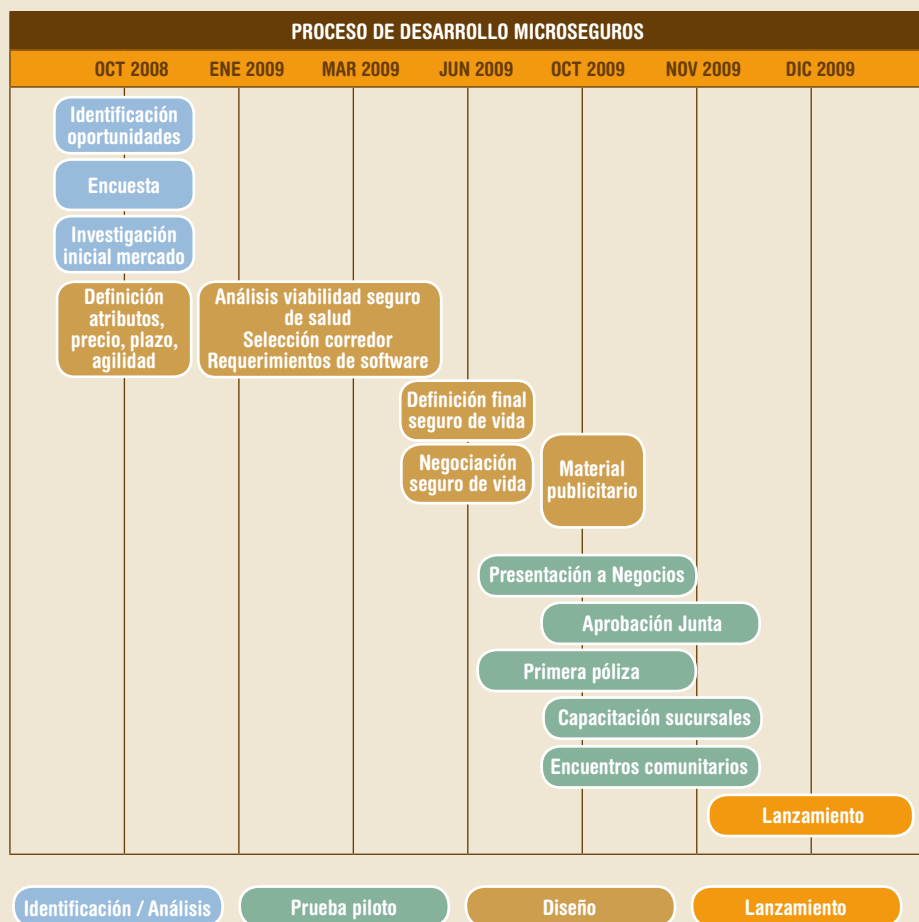 PROCESO DE DESARROLLO MICROSEGUROS
OCT 2008 ENE 2009 MAR 2009 JUN 2009 OCT 2009 NOV 2009 DIC 2009
Identificación
oportunidades
Encuesta
Investigación
inicial mercado
Definición
atributos,
precio, plazo,
agilidad
Análisis viabilidad seguro
de salud
Selección corredor
Requerimientos de software
Definición final
seguro de vida
Negociación
seguro de vida
Material
publicitario
Presentación a Negocios
Aprobación Junta
Primera póliza
Capacitación sucursales
Encuentros comunitarios
Lanzamiento
Identificación / Análisis
Prueba piloto
Diseño
Lanzamiento